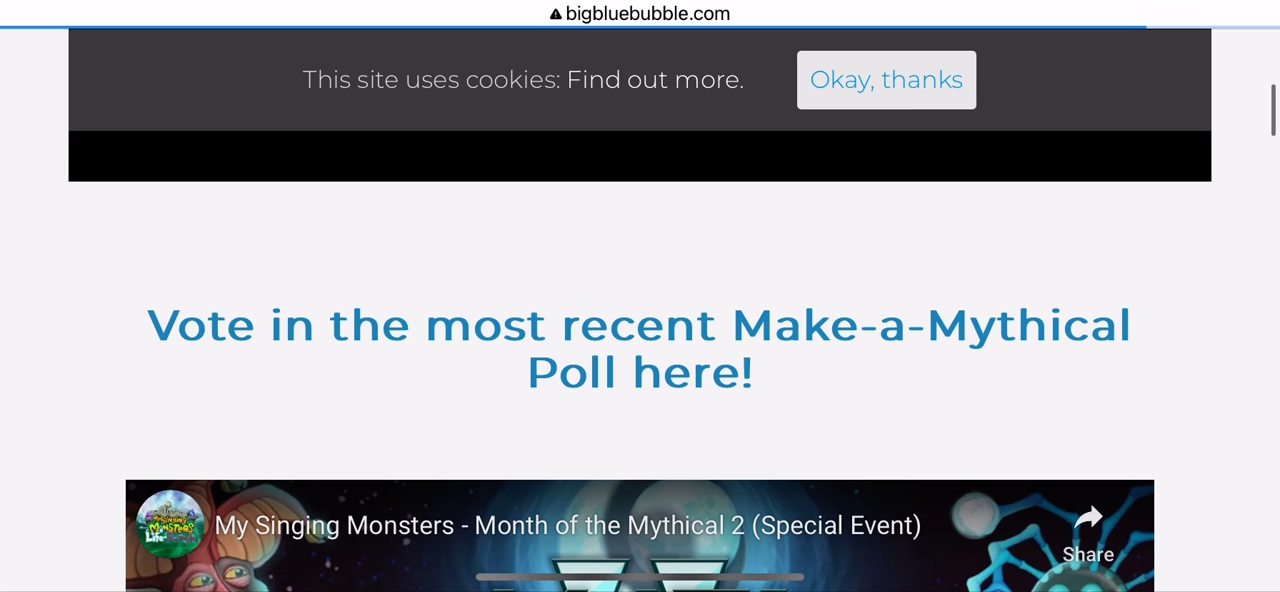 bigbluebubble.com
This site uses cookies: Find out more.
Okay, thanks
Vote in the most recent Make-a-Mythical
Poll here!
My Singing Monsters - Month of the Mythical 2 (Special Event)
Share